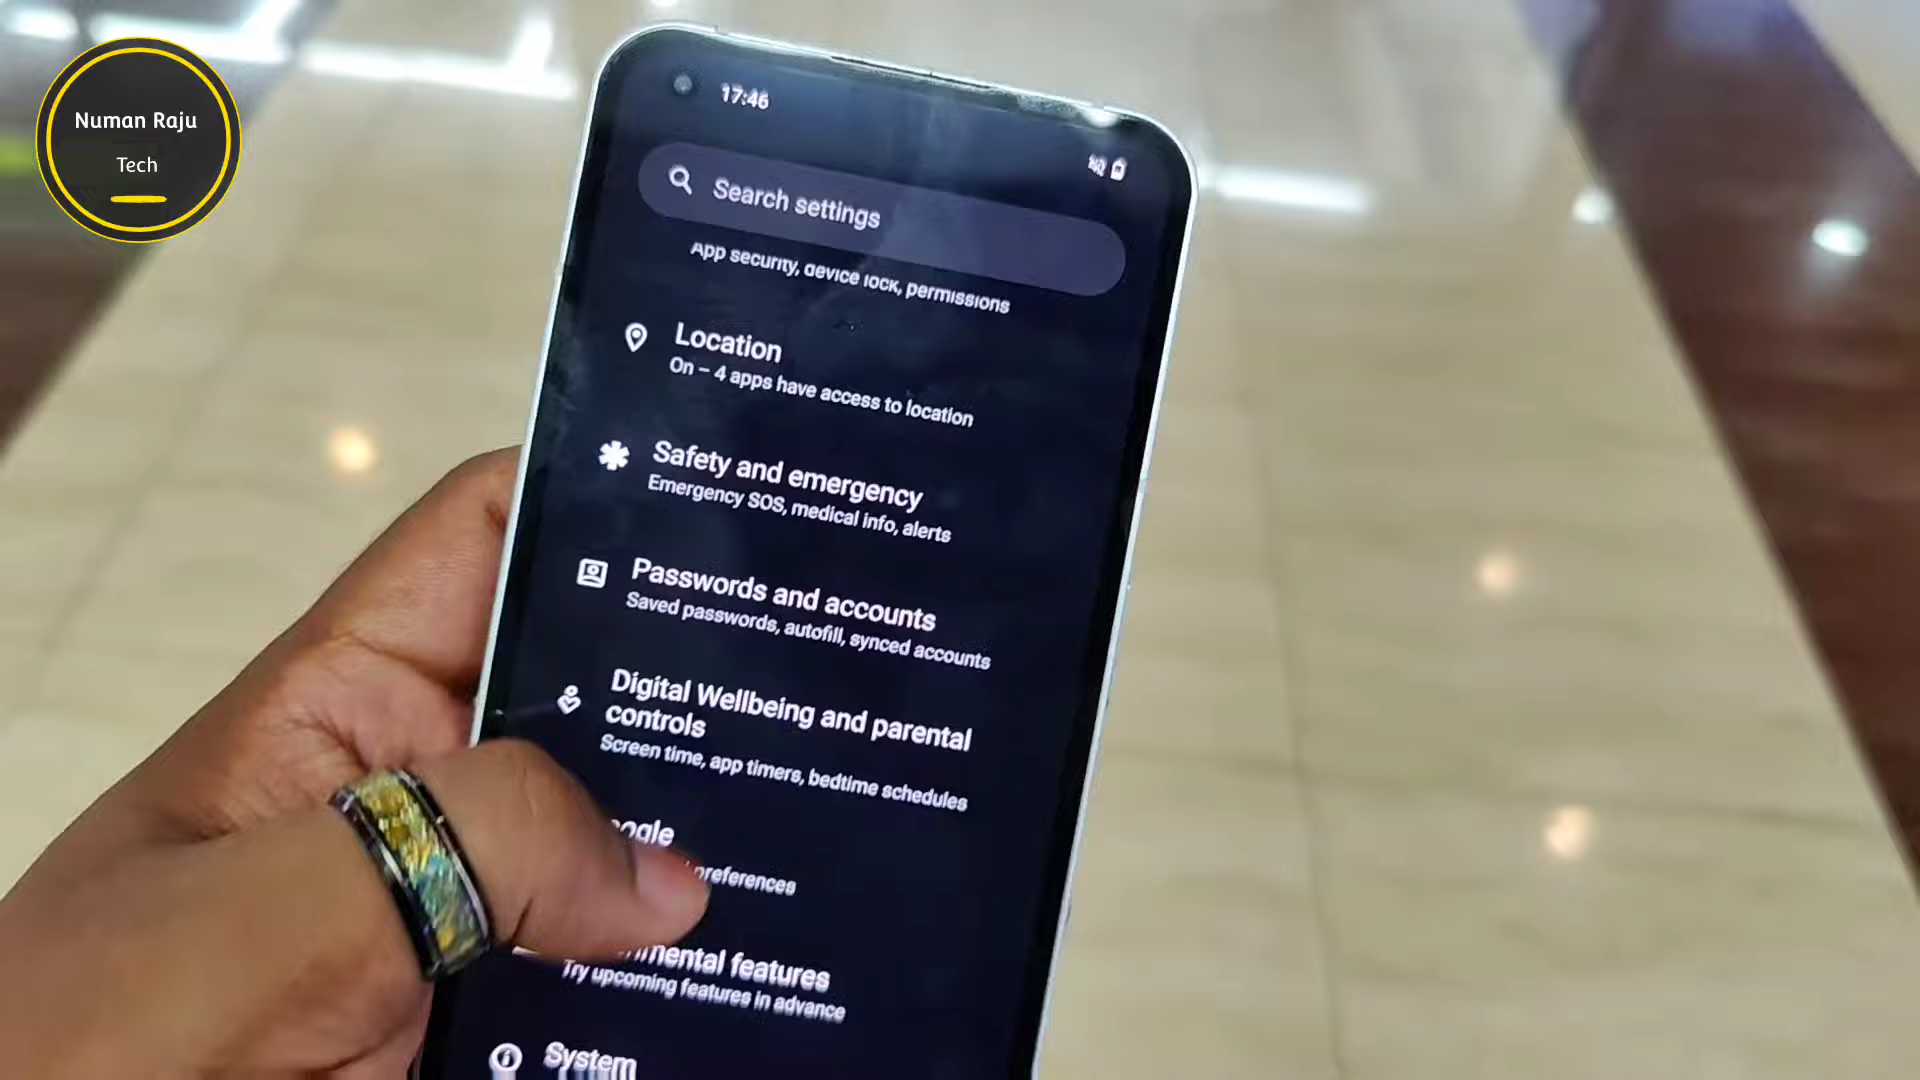 Numan Raju
Tech
17:46
Search settings
App security, device lock, permissions
Location
On – 4 apps have access to location
Safety and emergency
Emergency SOS, medical info, alerts
Passwords and accounts
Saved passwords, autofill, synced accounts
Digital Wellbeing and parental
controls
Screen time, app timers, bedtime schedules
preferences
features
Try upcoming features in advance
System